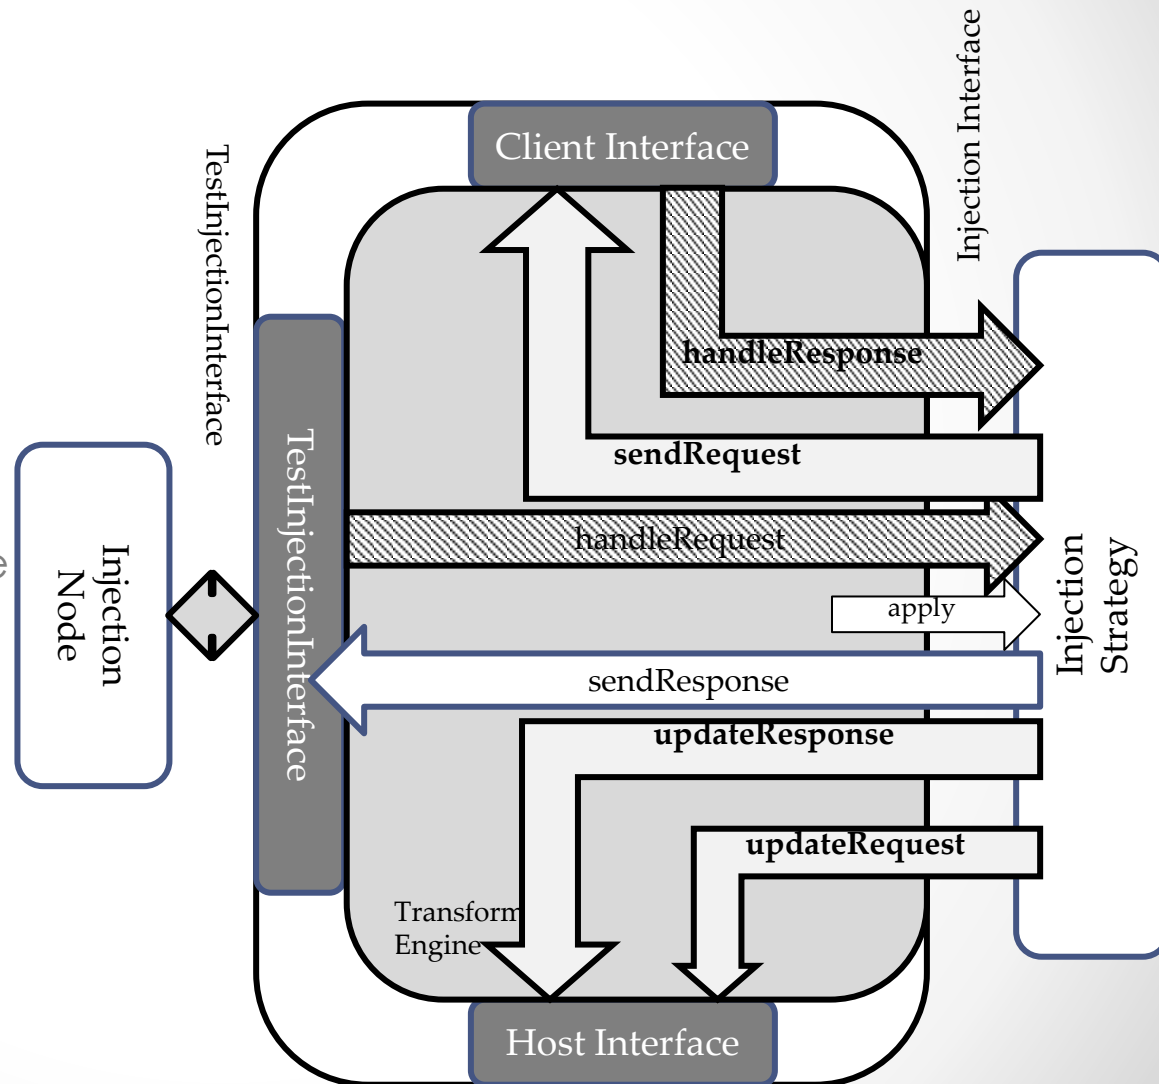 Client Interface
Injection Interface
TestInjectionInterface
handleResponse
sendRequest
TestInjectionInterface
handleRequest
Injection
Node
apply
Injection
Strategy
sendResponse
updateResponse
updateRequest
Transform
Engine
Host Interface